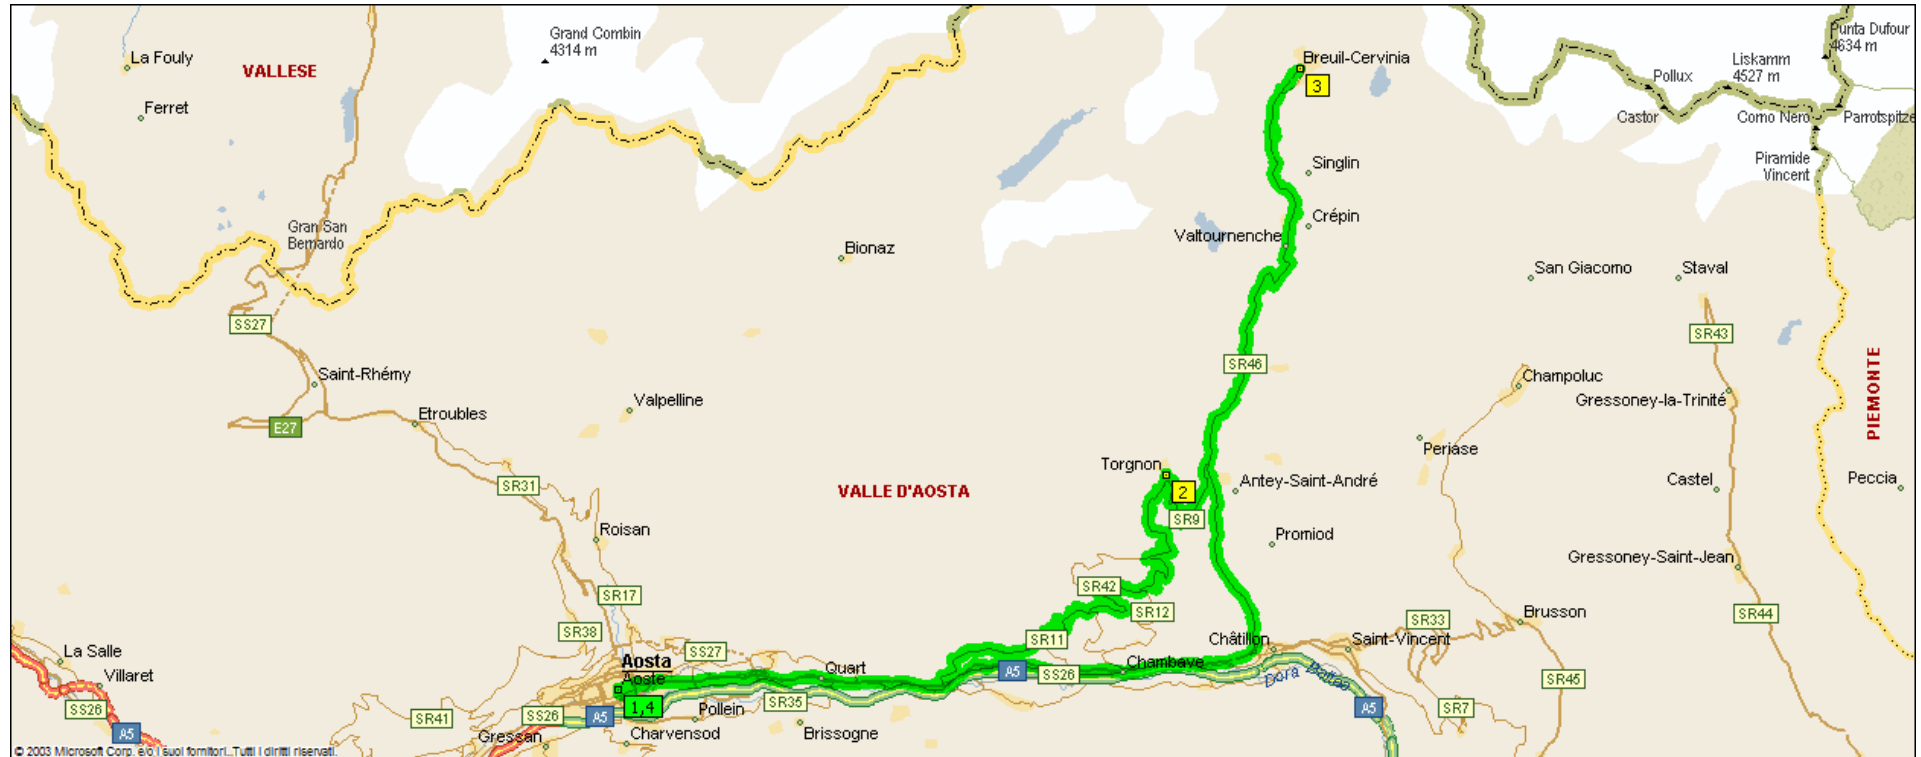 Grand Combin
4314 m
La Fouly
VALLESE
Ferret
Breuil-Cervinia
3
Punta Dufour
4634 m
Liskamm
4527 m
Pollux
Castor
Corno Nero
Parrotspitze
Piramide
Vincent
Singlin
Crépin
Valtournenche
Gran San
Bernardo
Bionaz
San Giacomo
Staval
SS27
SR43
SR46
Saint-Rhémy
Valpelline
Etroubles
E27
Champoluc
Gressoney-la-Trinité
PIEMONTE
Periase
Torgnon
2
SR9
Antey-Saint-André
Castel
Peccia
SR31
VALLE D'AOSTA
Roisan
Promiod
Gressoney-Saint-Jean
SR17
SR42
SR12
SR11
SR38
SS27
Châtillon
Saint-Vincent
SR33
Brusson
SR44
La Salle
Villaret
SS26
A5
Aosta
Aoste
1,4
Quart
A5
SS26
Chambave
Dora Baltea
A5
SR45
SR7
SR41
SS26
A5
Pollein
SR35
Gressan
Charvensod
Brissogne
© 2003 Microsoft Corp. e/o i suoi fornitori. Tutti i diritti riservati.